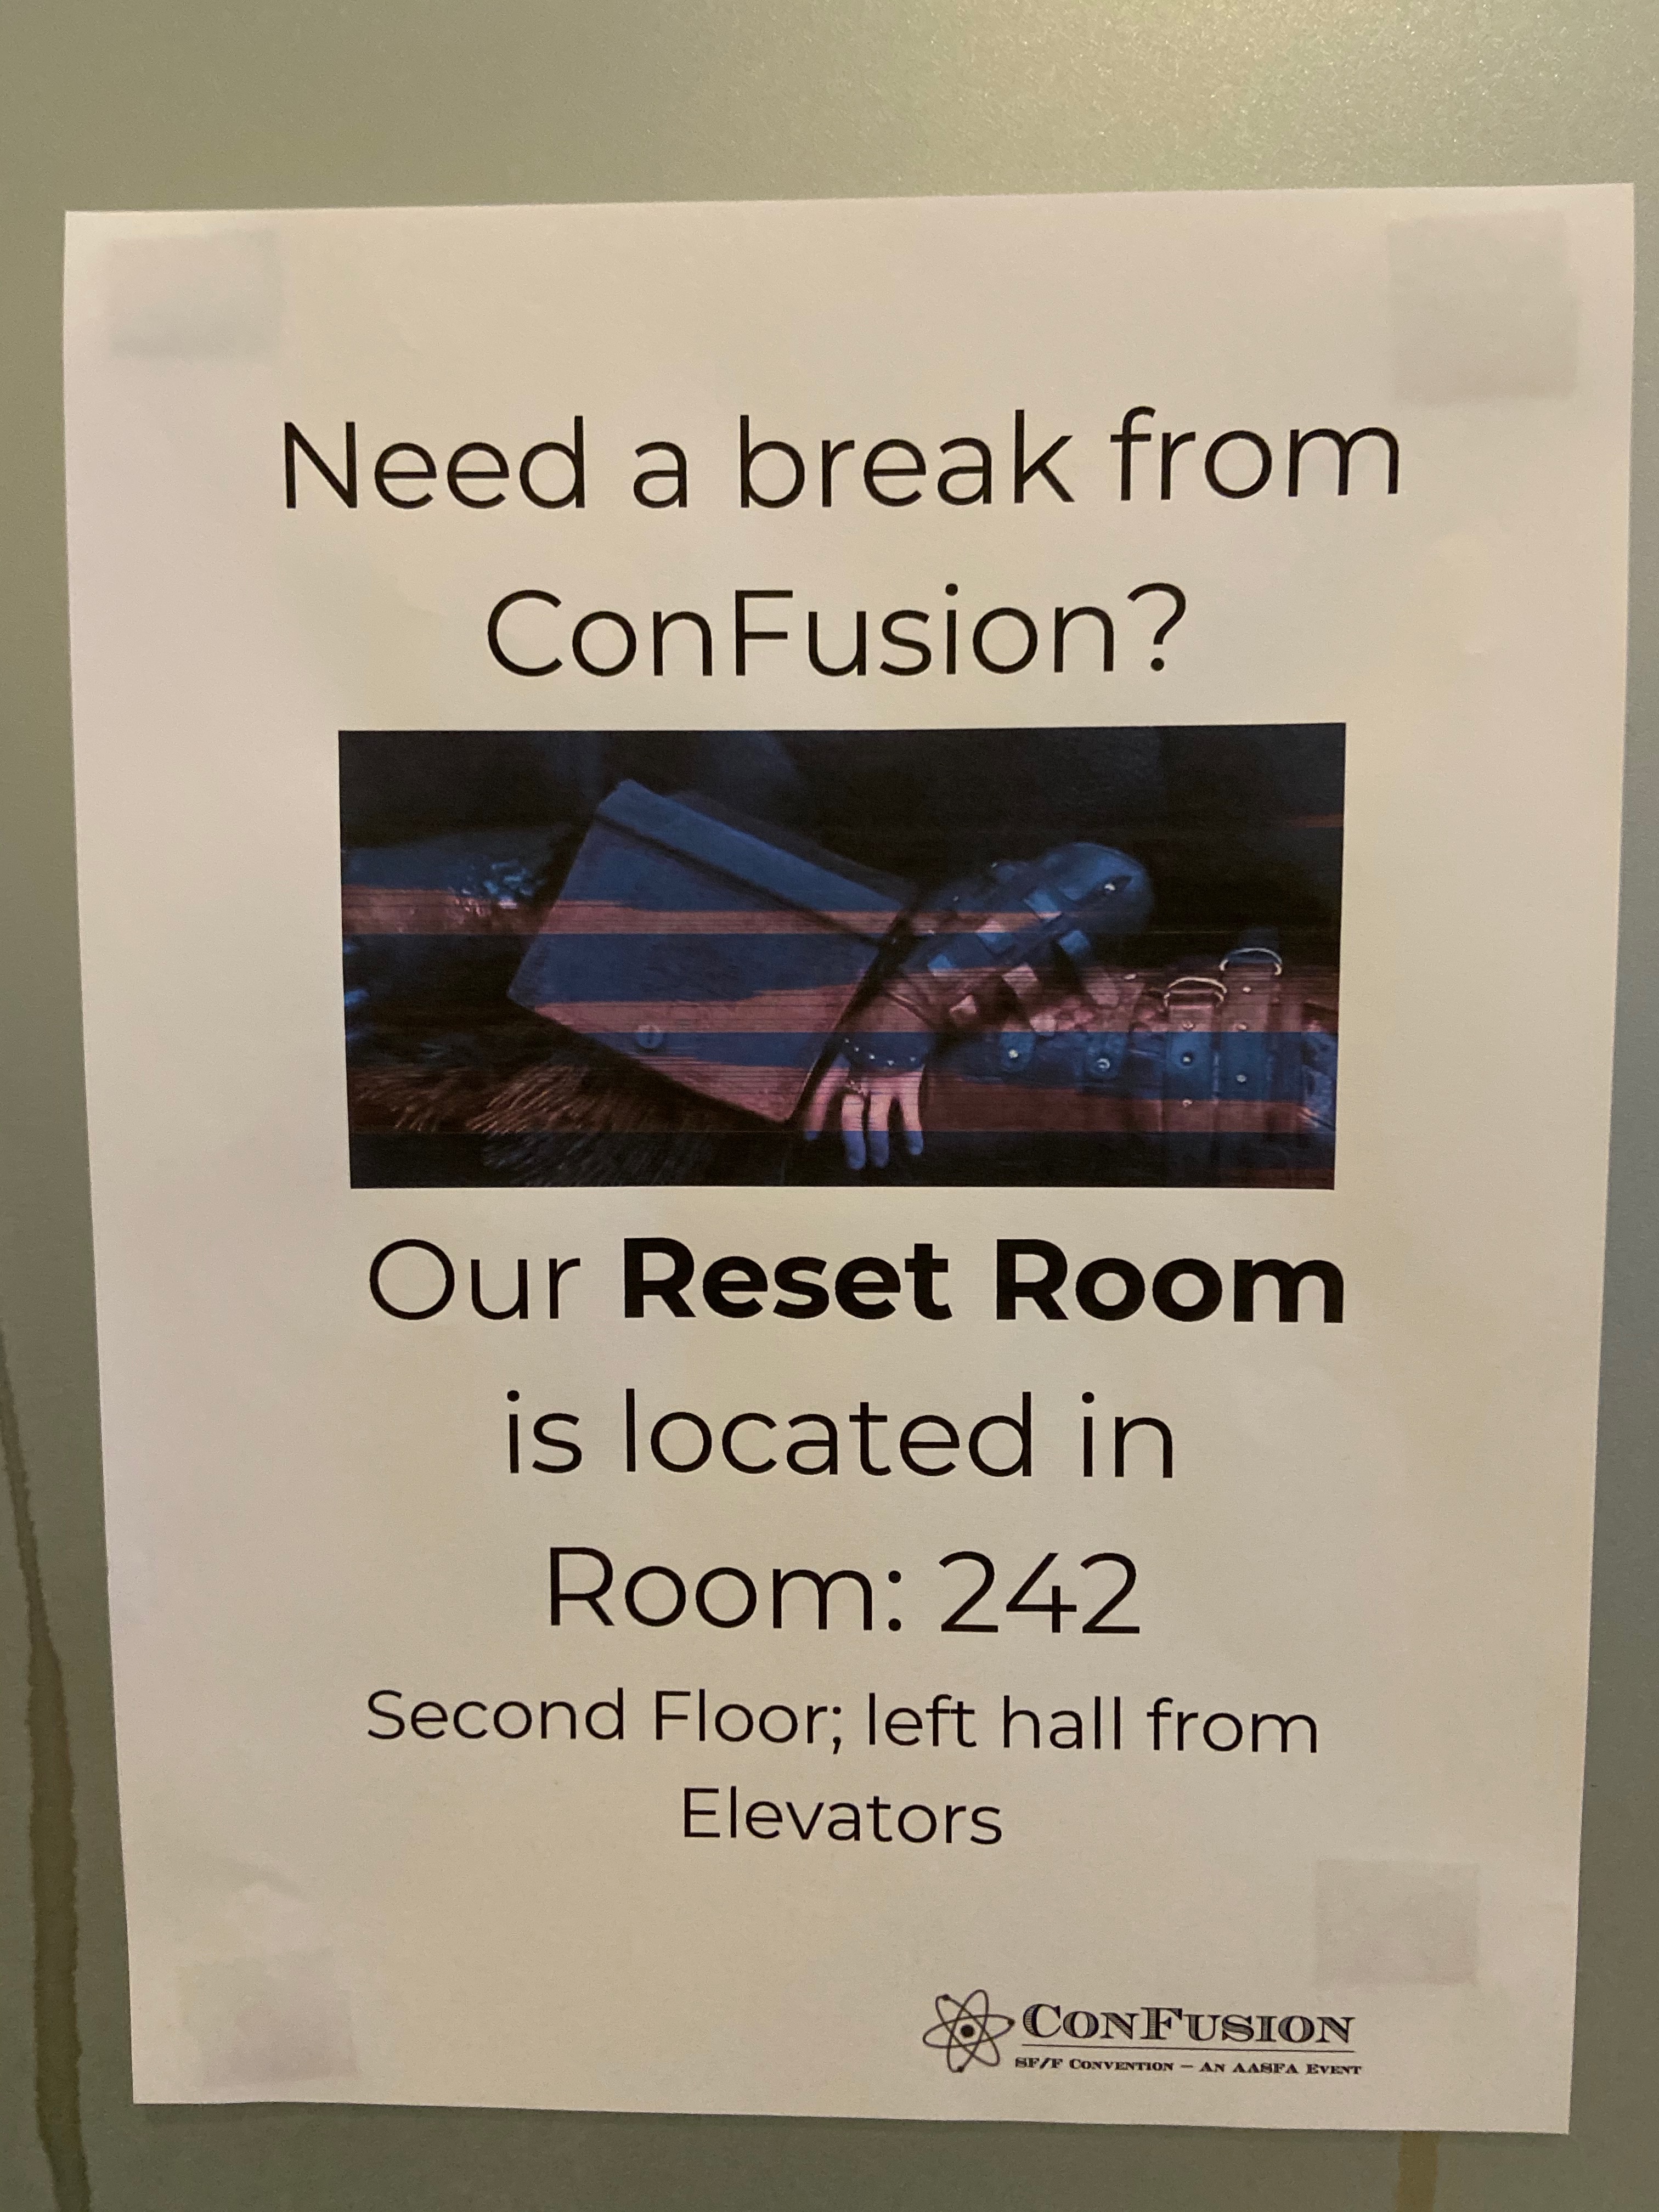 Need a break from
ConFusion?
Our Reset Room
is located in
Room: 242
Second Floor; left hall from
Elevators
CONFUSION
SF/F CONVENTION – AN AASFA EVENT